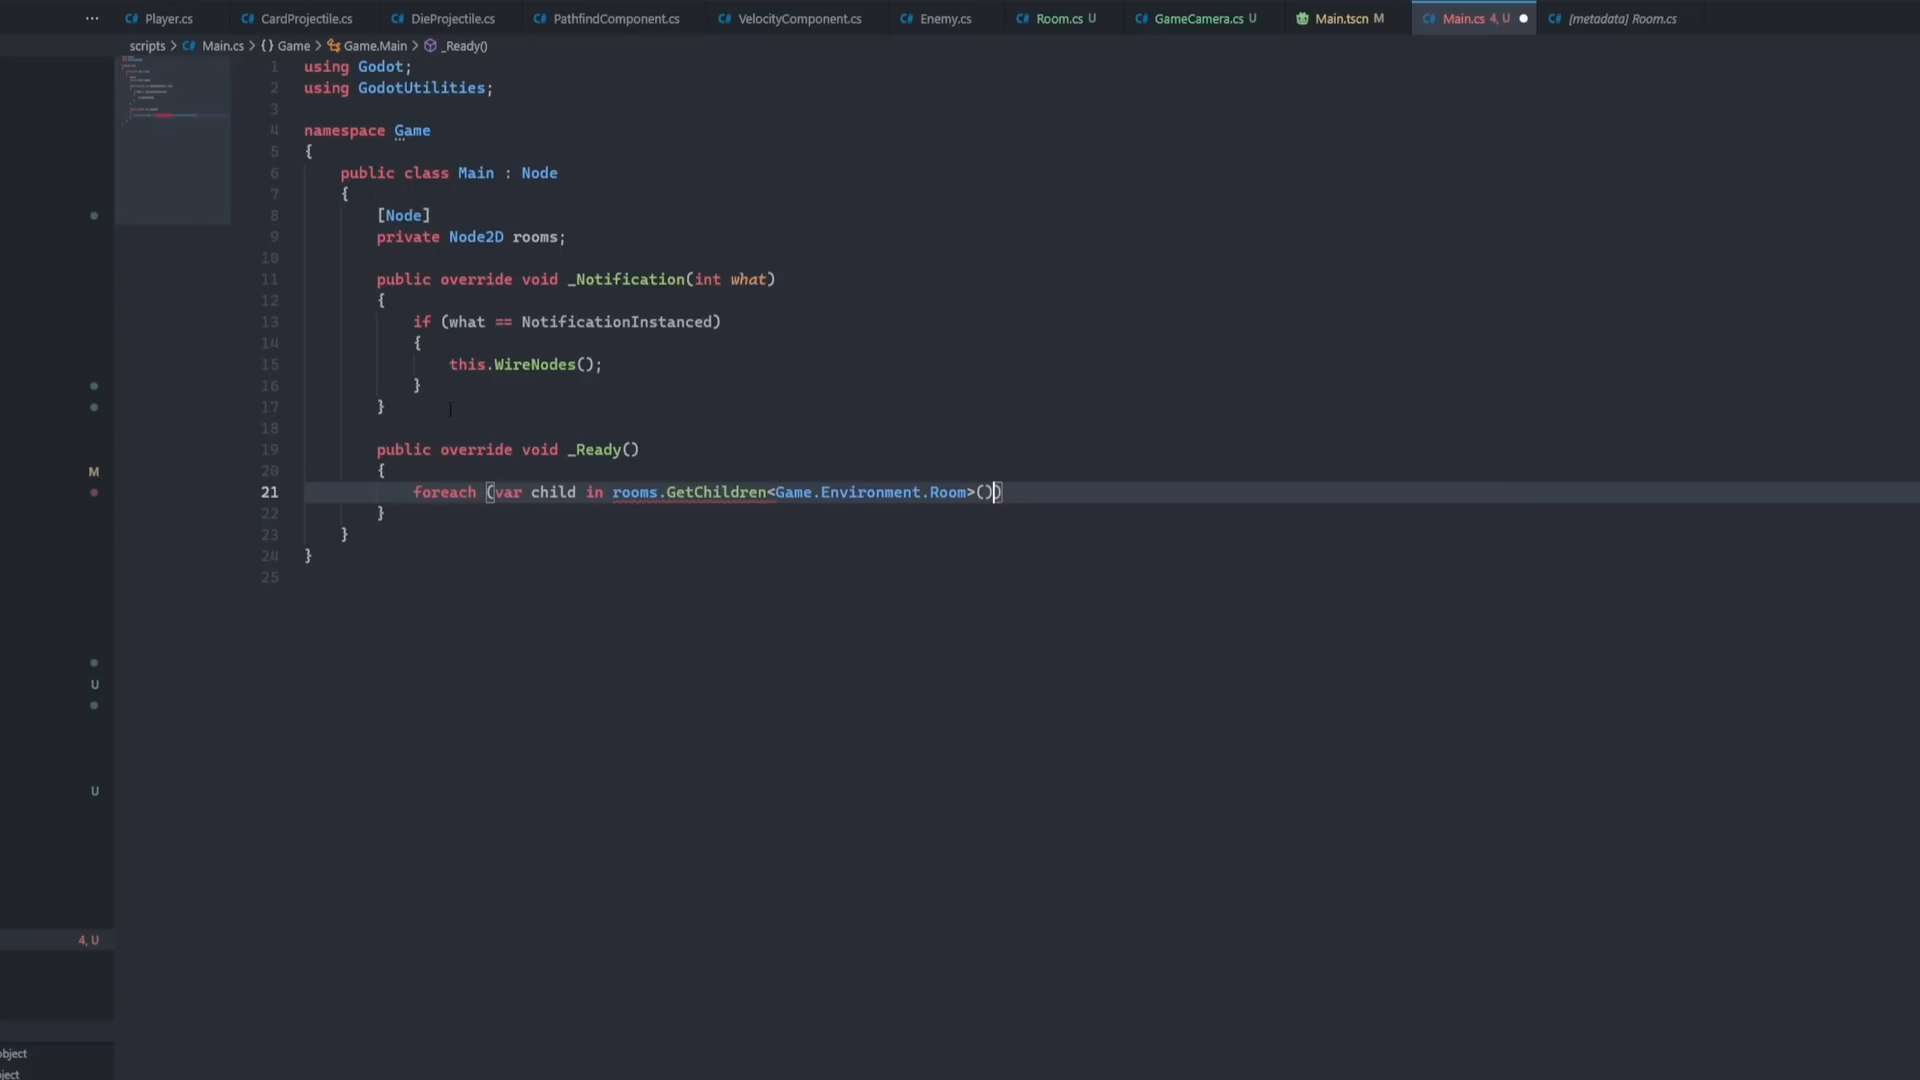 ··· C# Player.cs C# CardProjectile.cs C# DieProjectile.cs C# PathfindComponent.cs C# VelocityComponent.cs C# Enemy.cs C# Room.cs U C# GameCamera.cs U Main.tscn M C# Main.cs 4, U C# [metadata] Room.cs
scripts > C# Main.cs > {} Game > Game.Main > _Ready()
1 using Godot;
2 using GodotUtilities;
3
4 namespace Game
5 {
6 public class Main : Node
7 {
8 [Node]
9 private Node2D rooms;
10
11 public override void _Notification(int what)
12 {
13 if (what == NotificationInstanced)
14 {
15 this.WireNodes();
16 }
17 }
18
19 public override void _Ready()
20 {
21 foreach (var child in rooms.GetChildren<Game.Environment.Room>())
22 }
23 }
24 }
25
M
U
U
4, U
object
ject